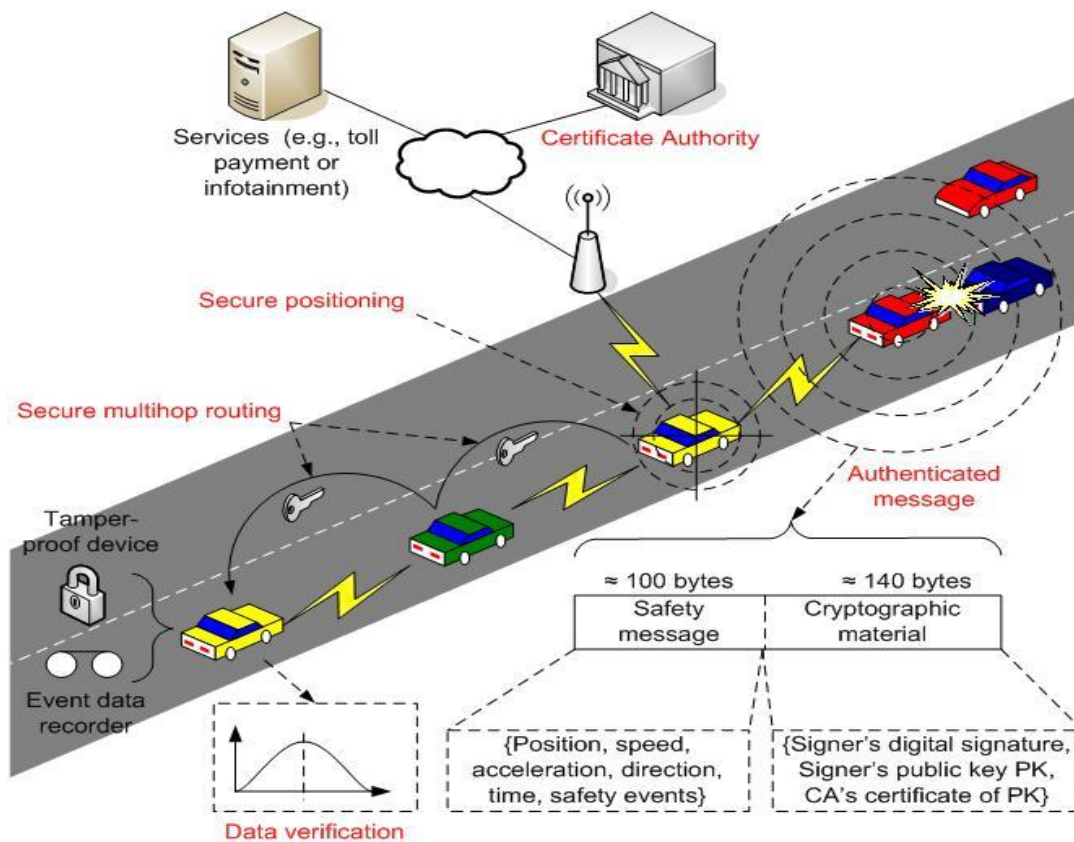 Services (e.g., toll
payment or
infotainment)
Certificate Authority
Secure positioning
Secure multihop routing
Authenticated
message
Tamper-
proof device
Event data
recorder
≈ 100 bytes
≈ 140 bytes
Safety
message
Cryptographic
material
{Position, speed,
acceleration, direction,
time, safety events}
{Signer's digital signature,
Signer's public key PK,
CA's certificate of PK}
Data verification